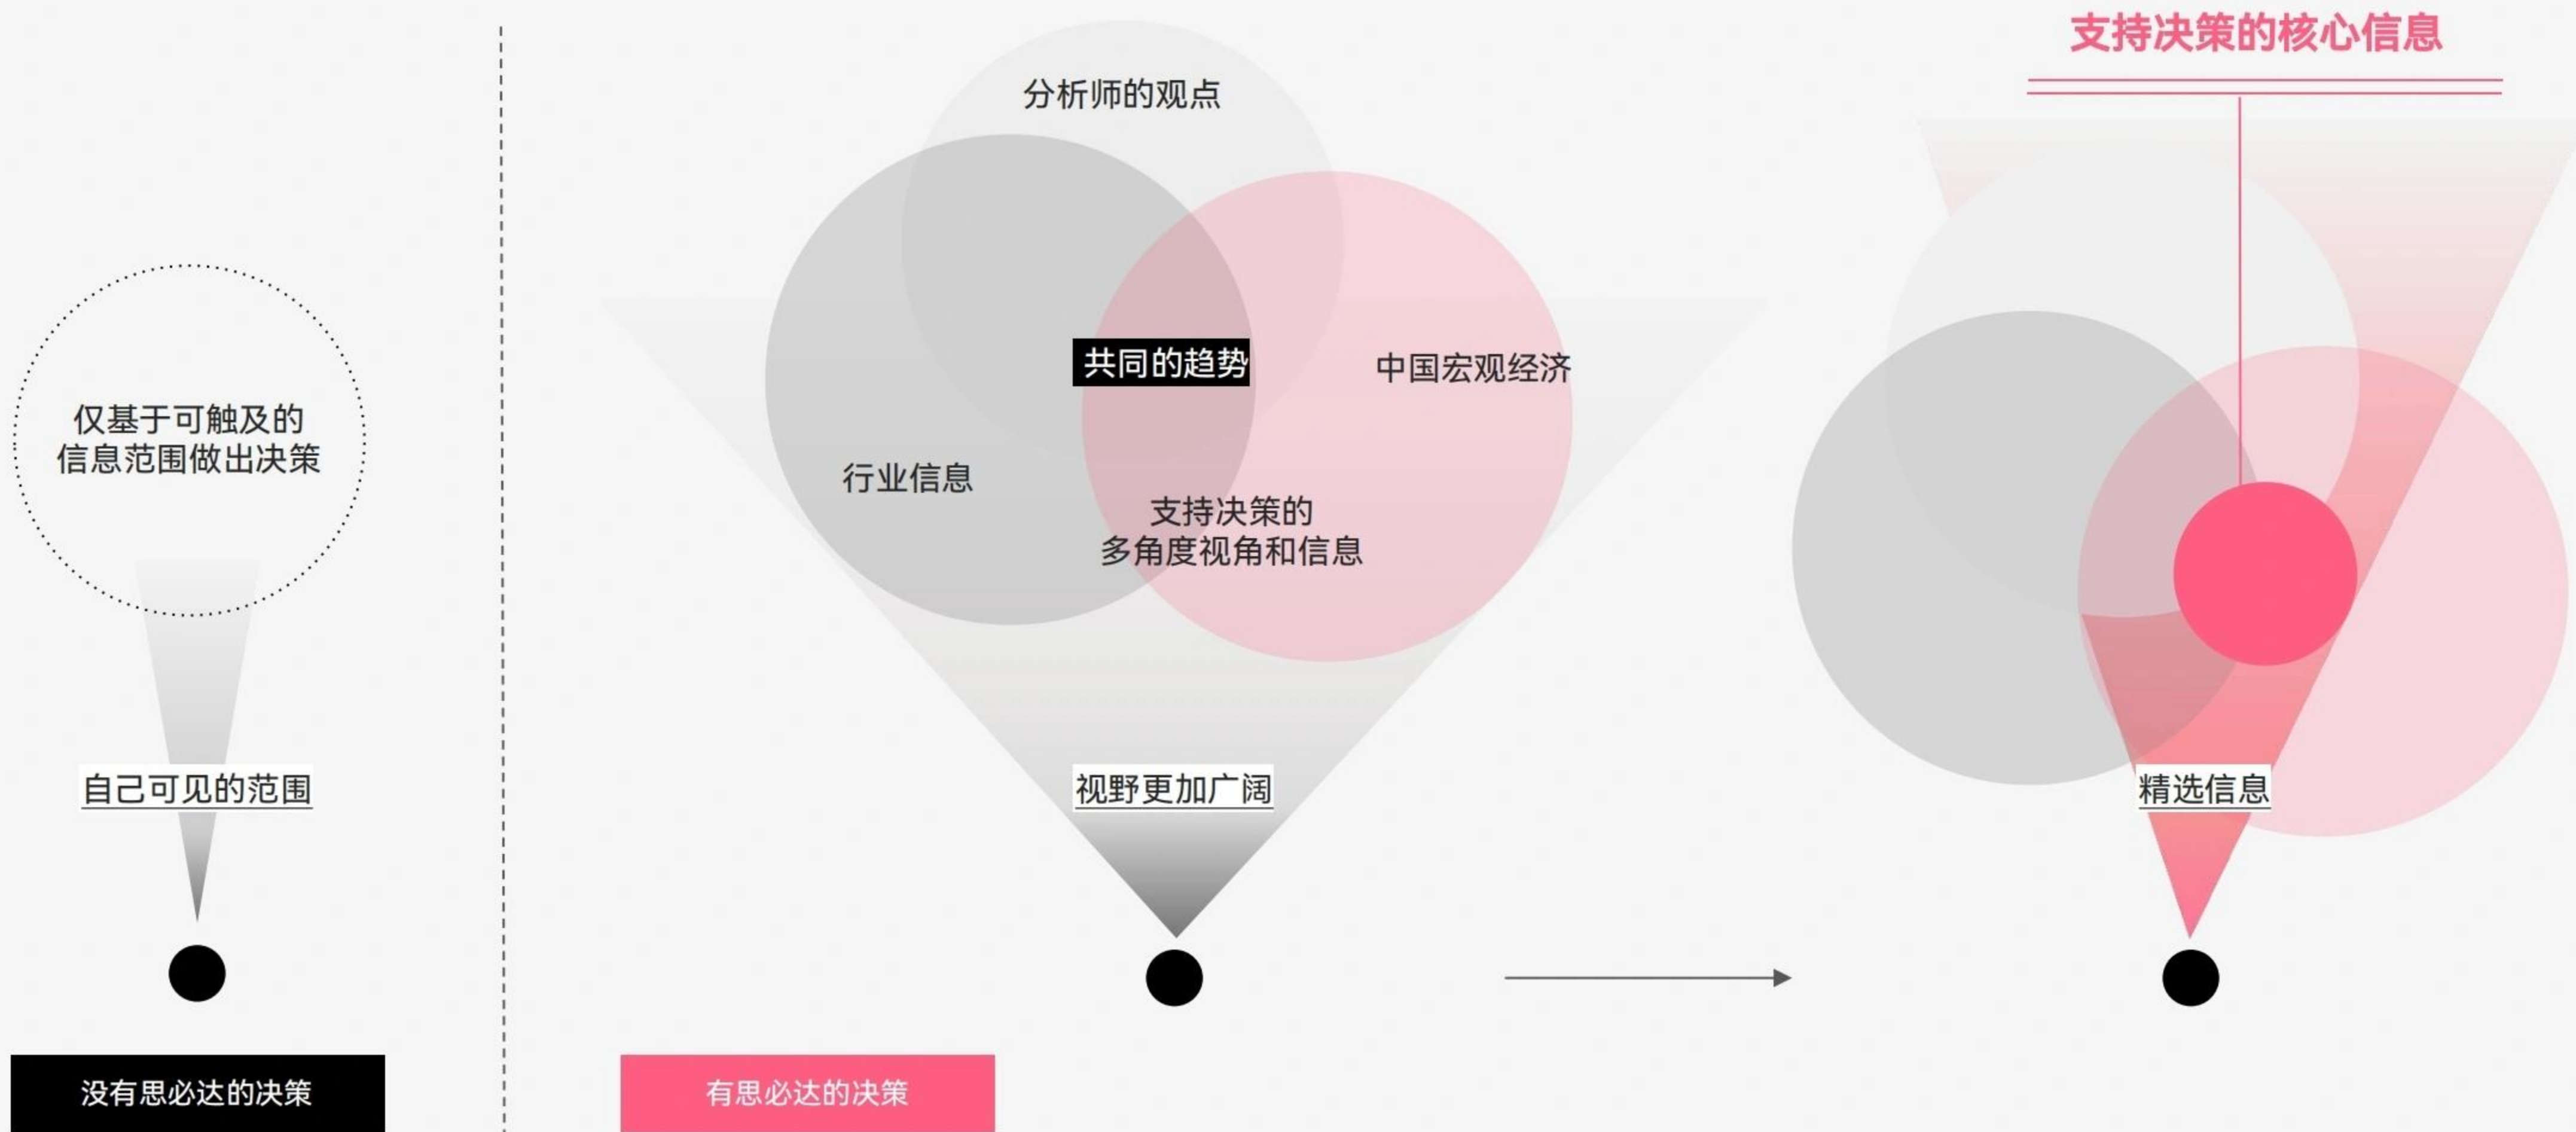 仅基于可触及的
信息范围做出决策
自己可见的范围
没有思必达的决策
分析师的观点
共同的趋势
中国宏观经济
行业信息
支持决策的
多角度视角和信息
视野更加广阔
有思必达的决策
支持决策的核心信息
精选信息